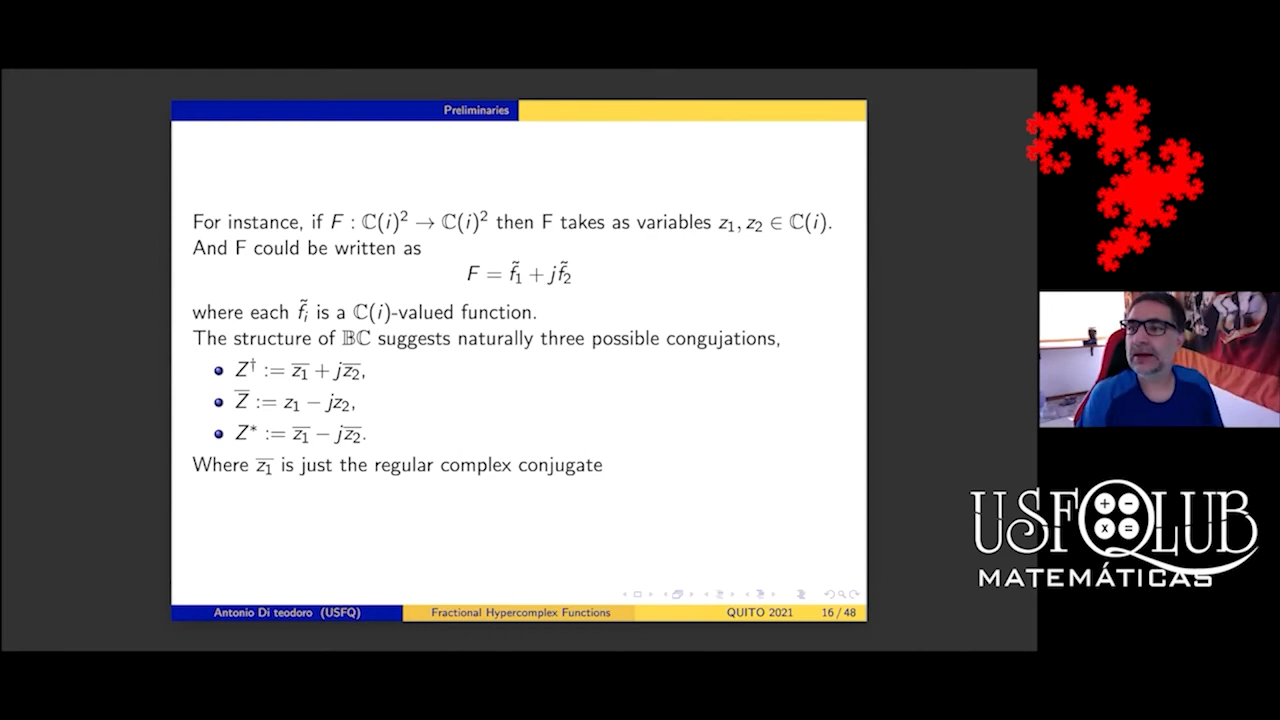 Preliminaries
For instance, if F : ℂ(i)² → ℂ(i)² then F takes as variables z₁, z₂ ∈ ℂ(i).
And F could be written as
F = f̃₁ + jf̃₂
where each f̃ᵢ is a ℂ(i)-valued function.
The structure of 𝔹ℂ suggests naturally three possible congujations,
Z† := z̅₁ + jz̅₂,
Z̅ := z₁ − jz₂,
Z* := z̅₁ − jz̅₂.
Where z̅₁ is just the regular complex conjugate
Antonio Di teodoro (USFQ) Fractional Hypercomplex Functions QUITO 2021 16 / 48
USFQLUB
MATEMÁTICAS